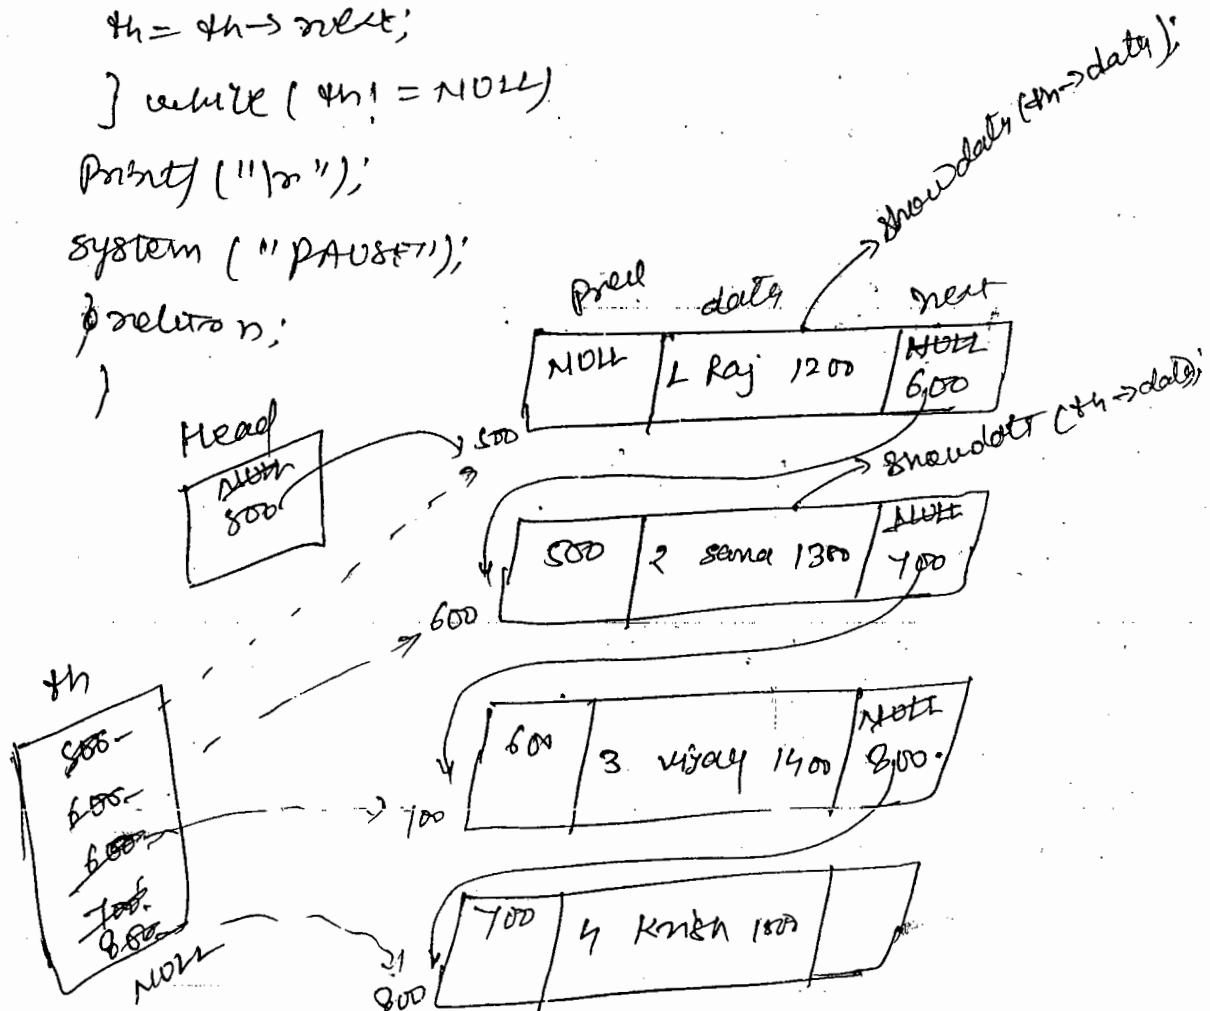 th = th -> next;
} while ( th ! = NULL)
Printf ("\n");
system ("PAUSE");
return;
}
showdata (th->data);
Prev data next
NULL 1 Raj 1200 NULL 600
Head
NULL
500
500
showdata (th->data);
500 2 sana 1300 NULL 700
600
th
500
600
600
700
800
NULL
600 3 vijay 1400 NULL 800
700
700 4 Krish 1500
800